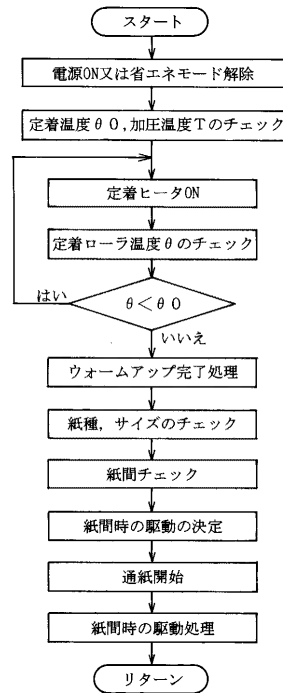 スタート
電源ON又は省エネモード解除
定着温度θ0,加圧温度Tのチェック
定着ヒータON
定着ローラ温度θのチェック
はい
θ<θ0
いいえ
ウォームアップ完了処理
紙種,サイズのチェック
紙間チェック
紙間時の駆動の決定
通紙開始
紙間時の駆動処理
リターン